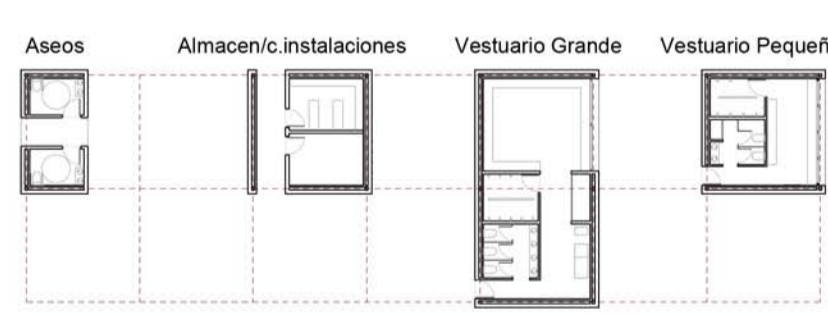 Aseos
Almacen/c.instalaciones
Vestuario Grande
Vestuario Pequeñ